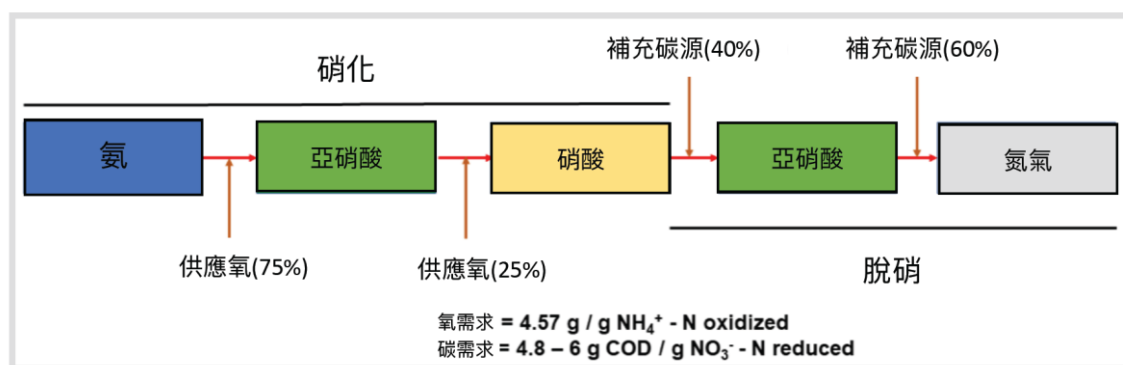 補充碳源(40%)
補充碳源(60%)
硝化
氨
亞硝酸
硝酸
亞硝酸
氮氣
供應氧(75%)
供應氧(25%)
脫硝
氧需求 = 4.57 g / g NH₄⁺ - N oxidized
碳需求 = 4.8 – 6 g COD / g NO₃⁻ - N reduced